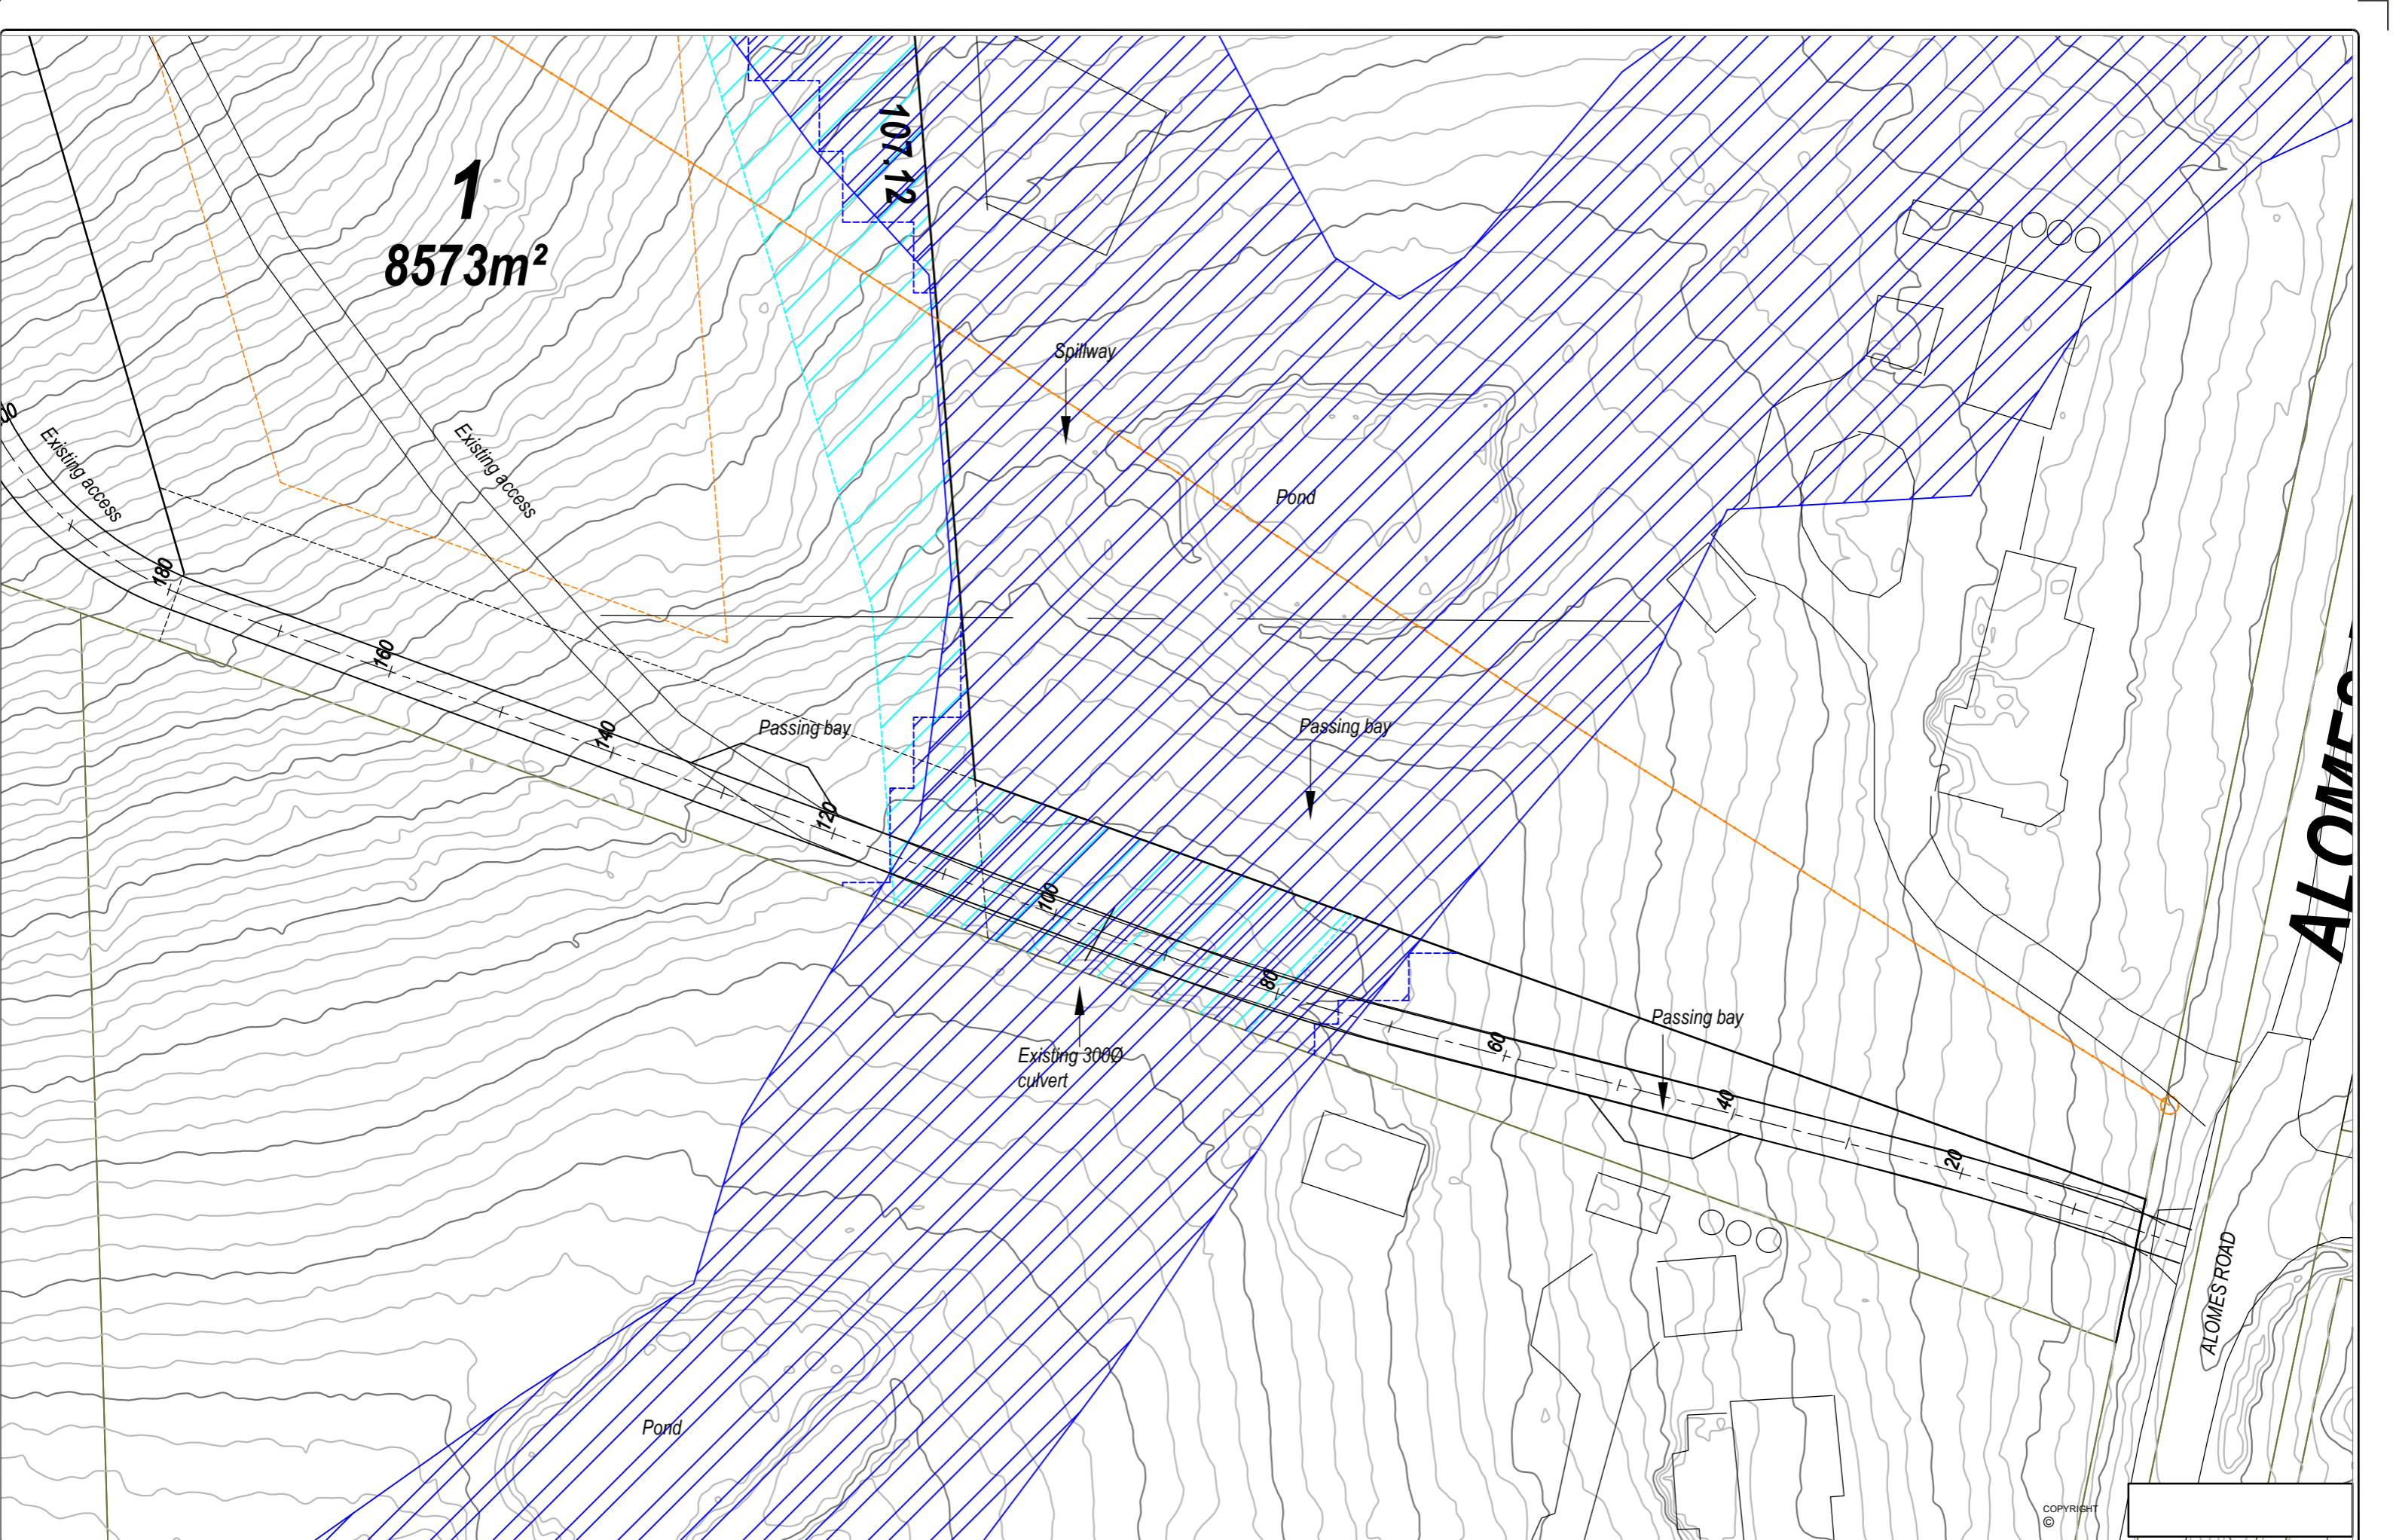 107.12
1
8573m²
Spillway
Existing access
Existing access
Pond
180
160
140
Passing bay
Passing bay
120
100
80
Existing 300Ø
culvert
60
Passing bay
40
20
ALOMES
ALOMES ROAD
Pond
COPYRIGHT
©